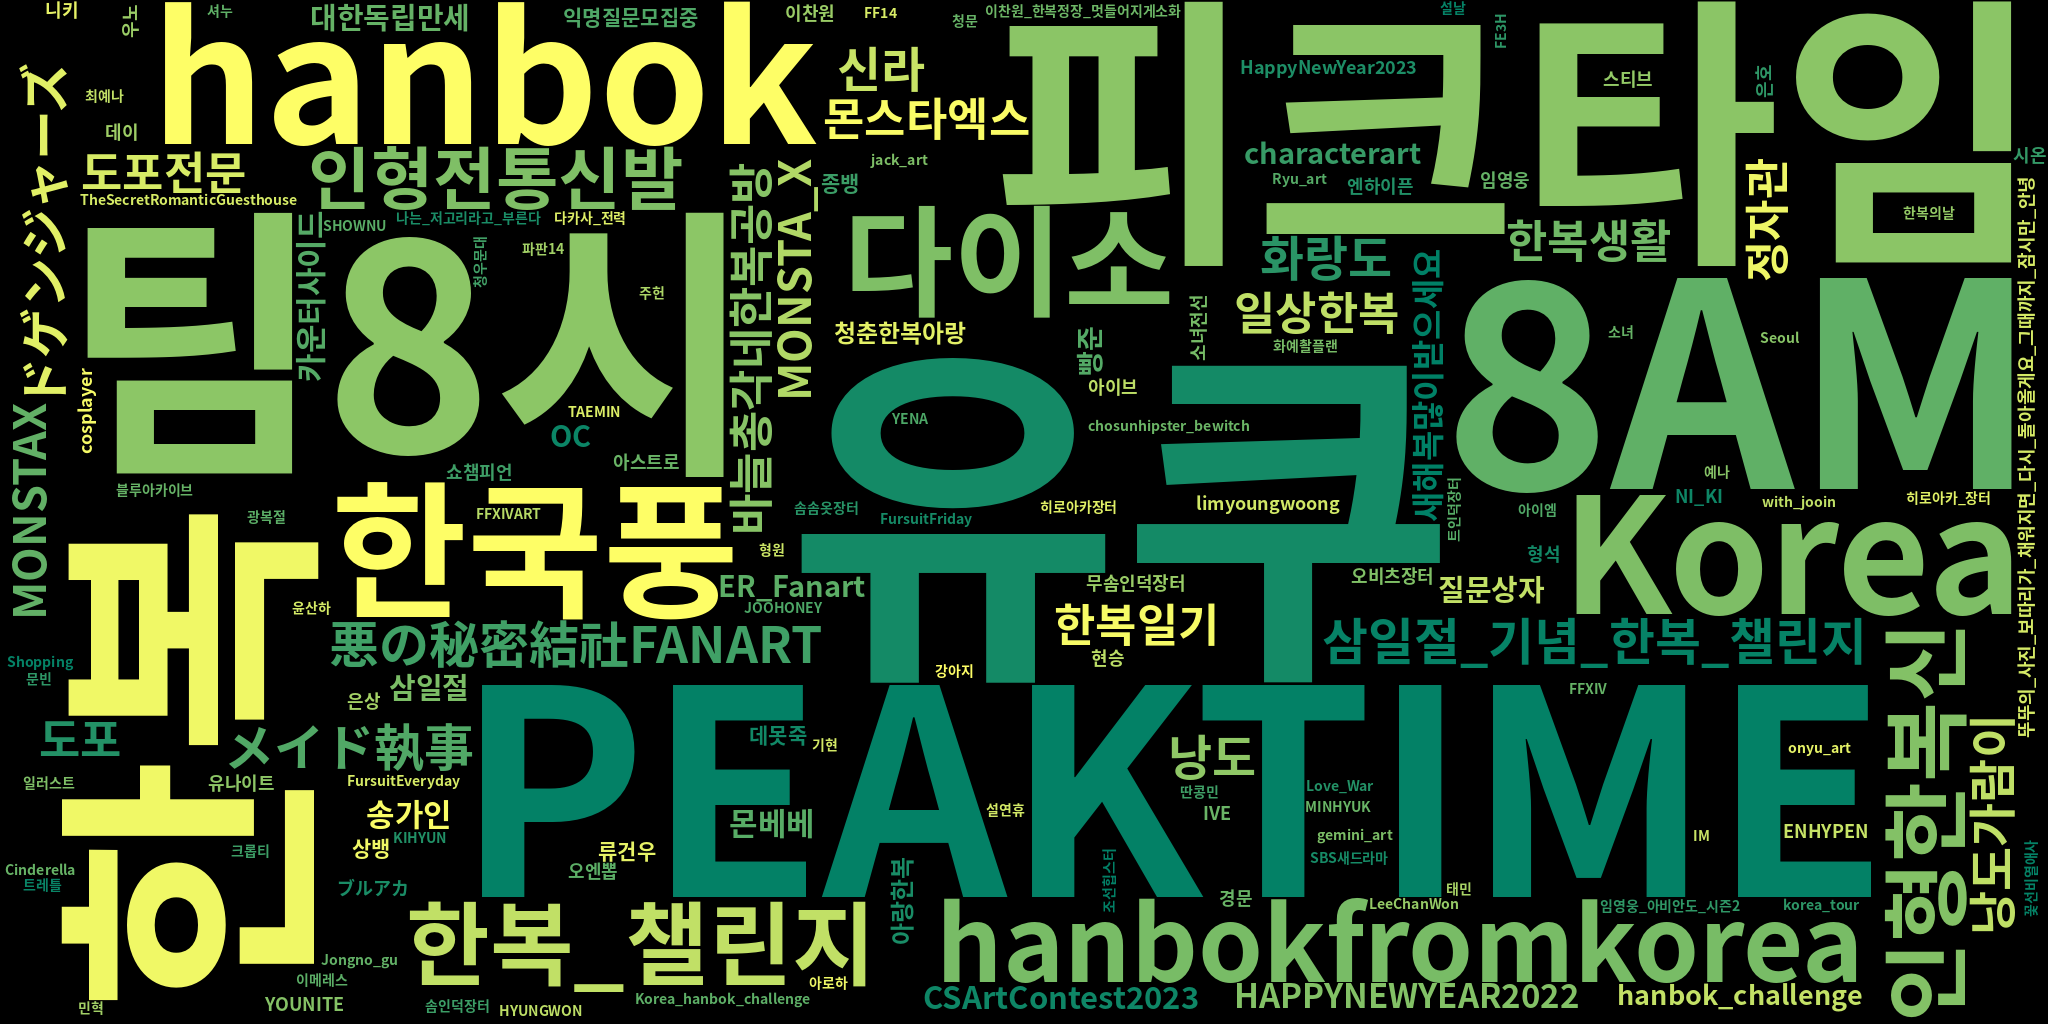 니키
우노
셔누
대한독립만세
익명질문모집중
이찬원
FF14
청문
이찬원_한복정장_멋들어지게소화
설날
FE3H
hanbok
피크타임
신라
HappyNewYear2023
스티브
은호
ドゲンジャーズ
최예나
데이
몬스타엑스
도포전문
인형전통신발
jack_art
characterart
시온
TheSecretRomanticGuesthouse
종뱅
Ryu_art
엔하이픈
임영웅
정자관
한복의날
SHOWNU
나는_저고리라고_부른다
다카사_전력
바늘총각네한복공방
MONSTA_X
다이소
화랑도
한복생활
팀8시
카운터사이드
파판14
청우문대
주헌
청춘한복아랑
빵준
소녀전선
일상한복
화예촬플랜
새해복많이받으세요
8AM
소녀
Seoul
뚜뚜의_사진_보따리가_채워지면_다시_돌아올게요_그때까지_잠시만_안녕
cosplayer
TAEMIN
OC
아스트로
쇼챔피언
YENA
유쿠
아이브
chosunhipster_bewitch
예나
MONSTAX
블루아카이브
한국풍
FFXIVART
솜솜옷장터
FursuitFriday
히로아카장터
limyoungwoong
트인덕장터
아이엠
NI_KI
with_jooin
히로아카_장터
광복절
한복
형원
형석
Korea
ER_Fanart
JOOHONEY
무솜인덕장터
오비츠장터
질문상자
윤산하
한복일기
悪の秘密結社FANART
삼일절_기념_한복_챌린지
Shopping
문빈
현승
강아지
은상
삼일절
FFXIV
PEAKTIME
인형한복신
도포
メイド執事
데못죽
기현
낭도
onyu_art
낭도가람이
일러스트
유나이트
FursuitEveryday
딴콩민
Love_War
송가인
몬베베
설연휴
IVE
MINHYUK
KIHYUN
gemini_art
IM
ENHYPEN
크롭티
상뱅
류건우
SBS새드라마
Cinderella
트레틀
오엔뽑
ブルアカ
아랑한복
조선힙스터
경문
태민
LeeChanWon
임영웅_아비안도_시즌2
korea_tour
꽃선비열애사
한복_챌린지
hanbokfromkorea
Jongno_gu
이메레스
아로하
민혁
YOUNITE
솜인덕장터
HYUNGWON
Korea_hanbok_challenge
CSArtContest2023
HAPPYNEWYEAR2022
hanbok_challenge